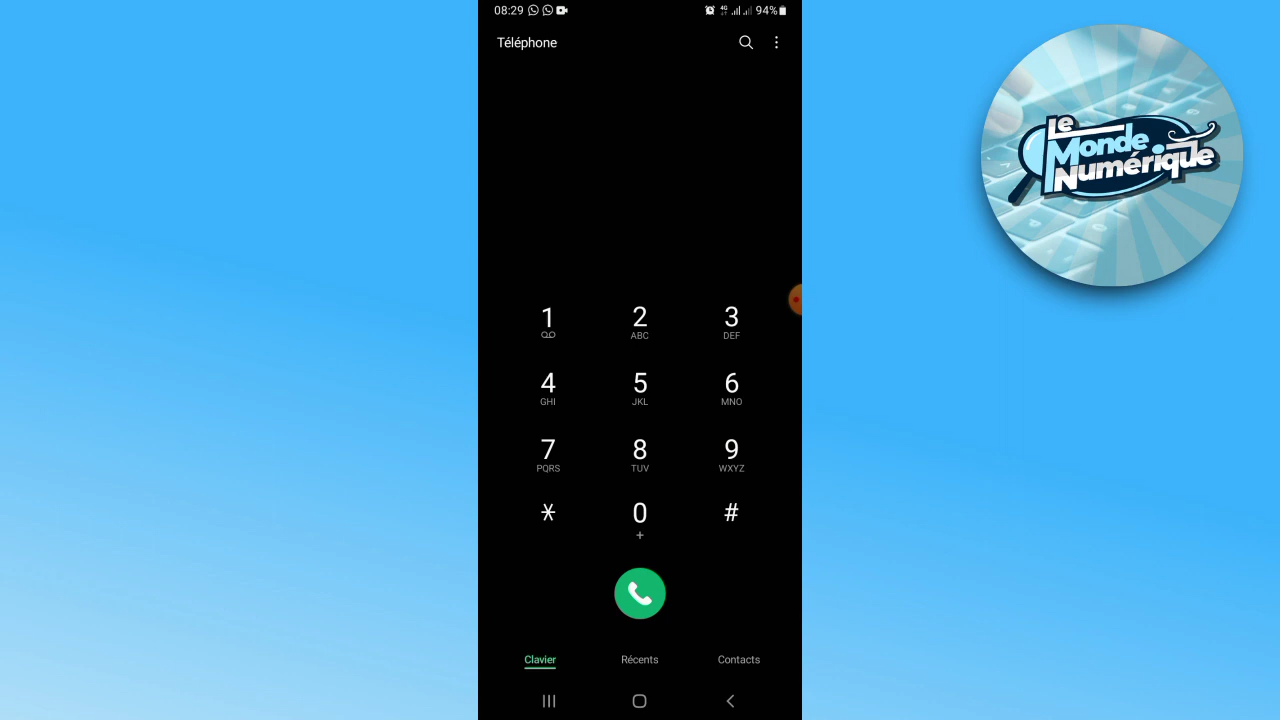 08:29 4G 94%
Téléphone
1 2 3
ABC DEF
4 5 6
GHI JKL MNO
7 8 9
PQRS TUV WXYZ
* 0 #
+
Clavier Récents Contacts
Le
Monde
Numérique